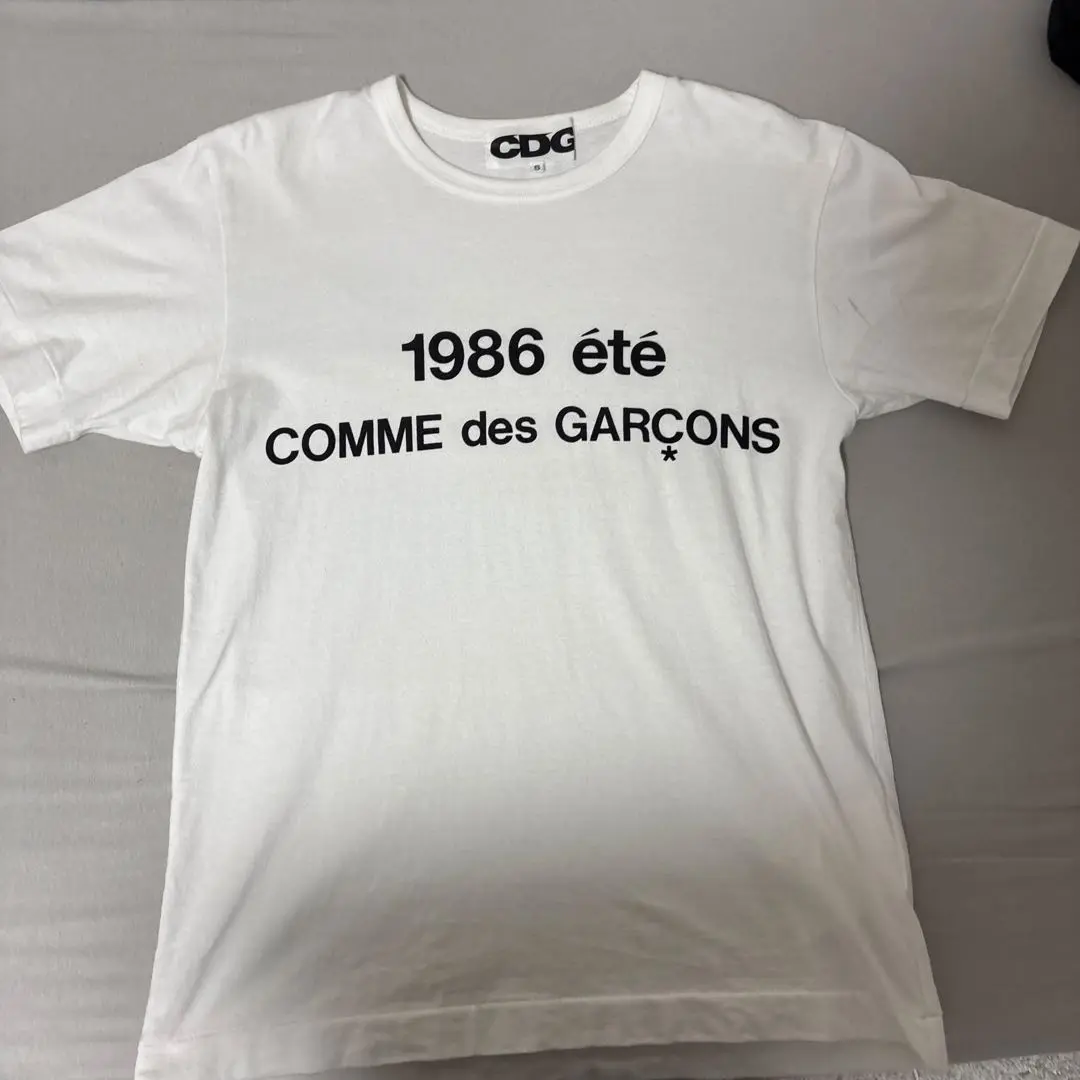 CDG
S
1986 été
COMME des GARÇONS
*